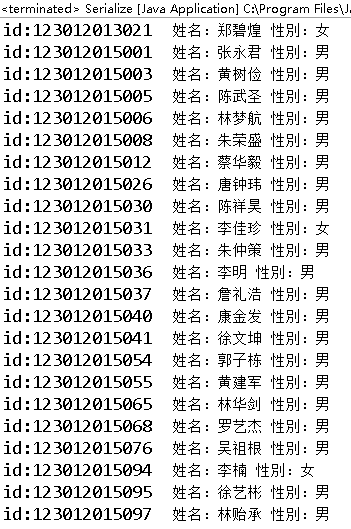 <terminated> Serialize [Java Application] C:\Program Files\J
id:123012013021 姓名：郑碧煌 性别：女
id:123012015001 姓名：张永君 性别：男
id:123012015003 姓名：黄树俭 性别：男
id:123012015005 姓名：陈武圣 性别：男
id:123012015006 姓名：林梦航 性别：男
id:123012015008 姓名：朱荣盛 性别：男
id:123012015012 姓名：蔡华毅 性别：男
id:123012015026 姓名：唐钟玮 性别：男
id:123012015030 姓名：陈祥昊 性别：男
id:123012015031 姓名：李佳珍 性别：女
id:123012015033 姓名：朱仲策 性别：男
id:123012015036 姓名：李明 性别：男
id:123012015037 姓名：詹礼浩 性别：男
id:123012015040 姓名：康金发 性别：男
id:123012015041 姓名：徐文坤 性别：男
id:123012015054 姓名：郭子栋 性别：男
id:123012015055 姓名：黄建军 性别：男
id:123012015065 姓名：林华剑 性别：男
id:123012015068 姓名：罗艺杰 性别：男
id:123012015076 姓名：吴祖根 性别：男
id:123012015094 姓名：李楠 性别：女
id:123012015095 姓名：徐艺彬 性别：男
id:123012015097 姓名：林贻承 性别：男